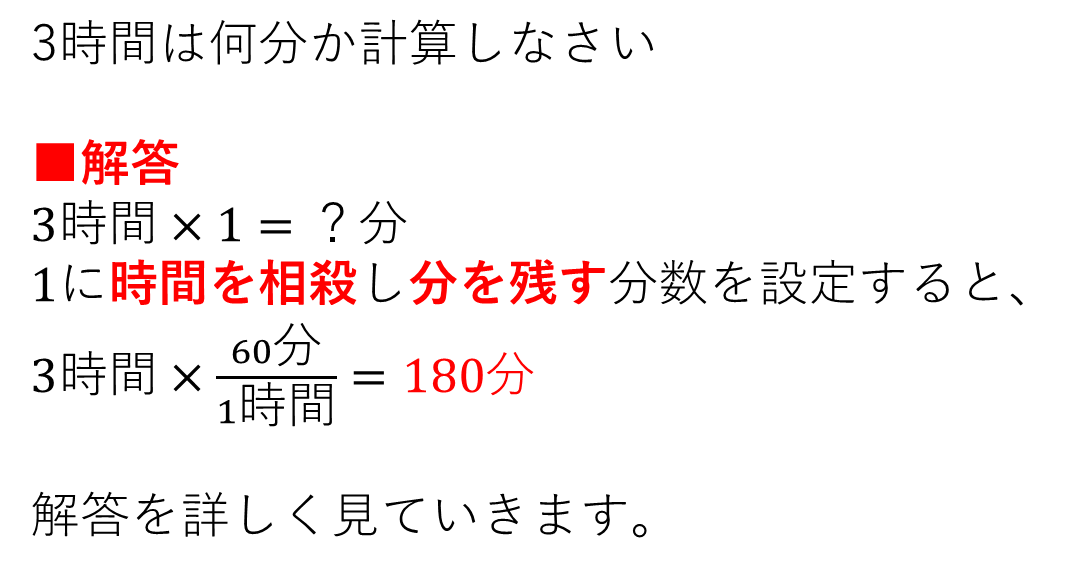 3時間は何分か計算しなさい
■解答
3時間 × 1 = ？分
1に時間を相殺し分を残す分数を設定すると、
3時間 × 60分/1時間 = 180分
解答を詳しく見ていきます。